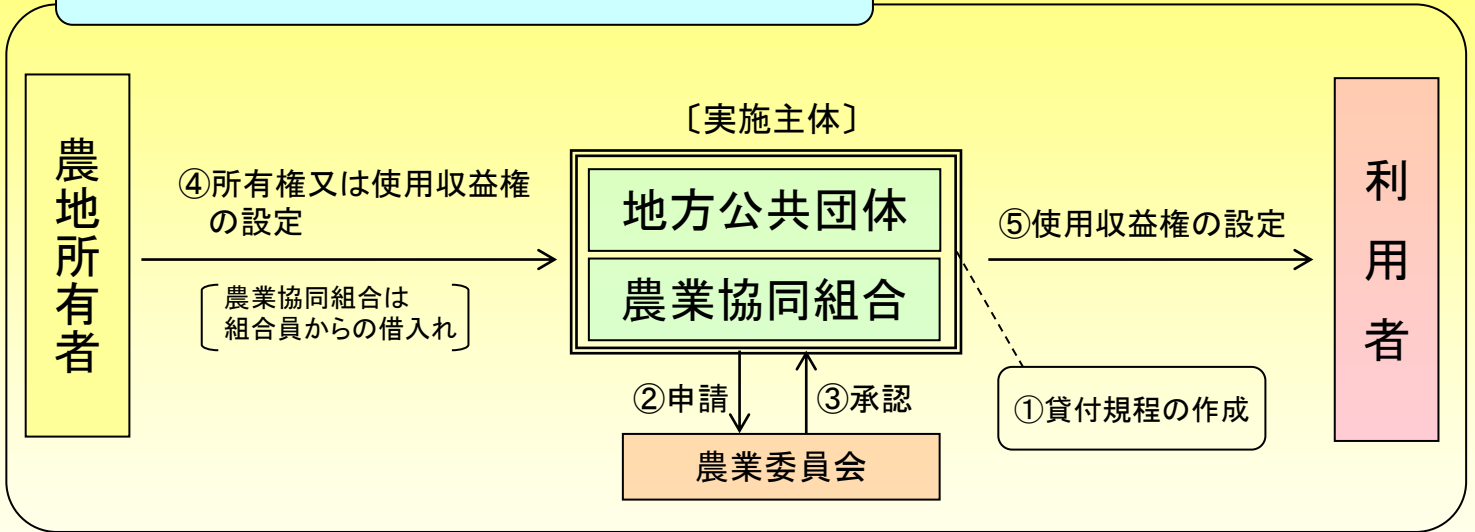 農地所有者
④所有権又は使用収益権
の設定
農業協同組合は
組合員からの借入れ
〔実施主体〕
地方公共団体
農業協同組合
②申請
③承認
農業委員会
⑤使用収益権の設定
①貸付規程の作成
利用者